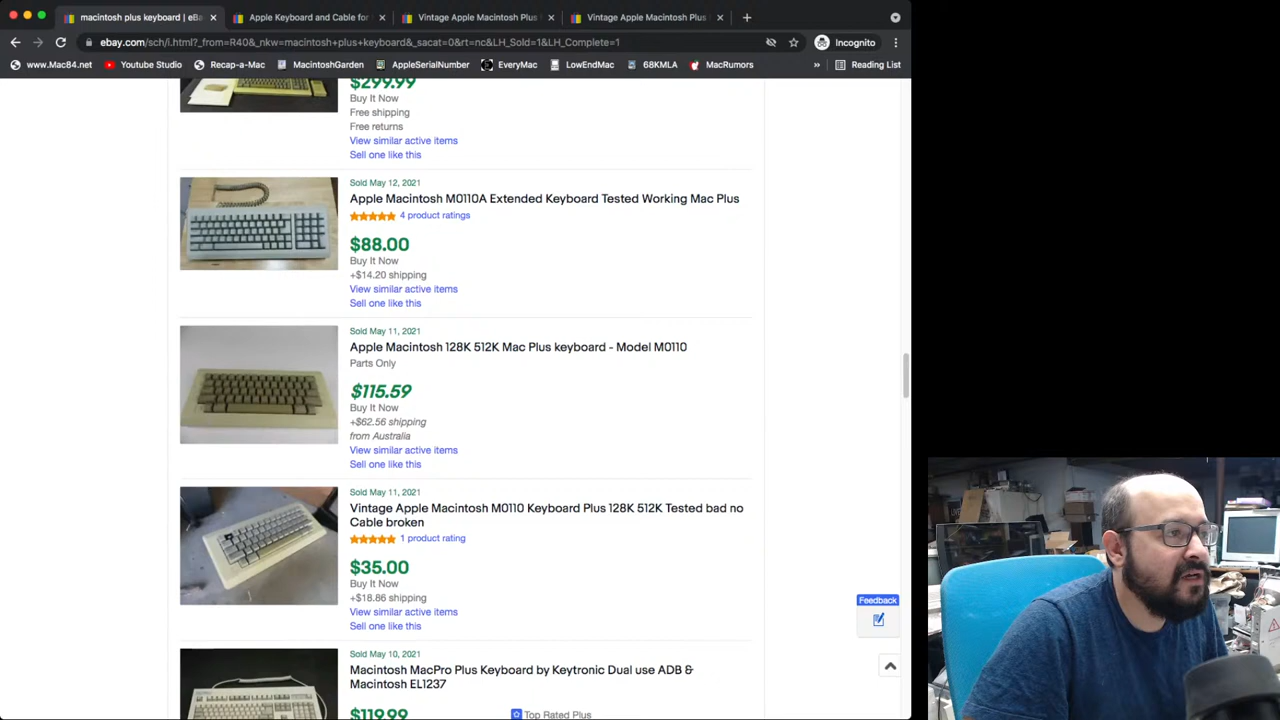 macintosh plus keyboard | eBa
Apple Keyboard and Cable for
Vintage Apple Macintosh Plus
Vintage Apple Macintosh Plus
ebay.com/sch/i.html?_from=R40&_nkw=macintosh+plus+keyboard&_sacat=0&rt=nc&LH_Sold=1&LH_Complete=1
Incognito
www.Mac84.net
YouTube Studio
Recap-a-Mac
MacintoshGarden
AppleSerialNumber
EveryMac
LowEndMac
68KMLA
MacRumors
»
Reading List
$299.99
Buy It Now
Free shipping
Free returns
View similar active items
Sell one like this
Sold May 12, 2021
Apple Macintosh M0110A Extended Keyboard Tested Working Mac Plus
4 product ratings
$88.00
Buy It Now
+$14.20 shipping
View similar active items
Sell one like this
Sold May 11, 2021
Apple Macintosh 128K 512K Mac Plus keyboard - Model M0110
Parts Only
$115.59
Buy It Now
+$62.56 shipping
from Australia
View similar active items
Sell one like this
Sold May 11, 2021
Vintage Apple Macintosh M0110 Keyboard Plus 128K 512K Tested bad no
Cable broken
1 product rating
$35.00
Buy It Now
+$18.86 shipping
View similar active items
Sell one like this
Feedback
Sold May 10, 2021
Macintosh MacPro Plus Keyboard by Keytronic Dual use ADB &
Macintosh EL1237
$119.99
Top Rated Plus